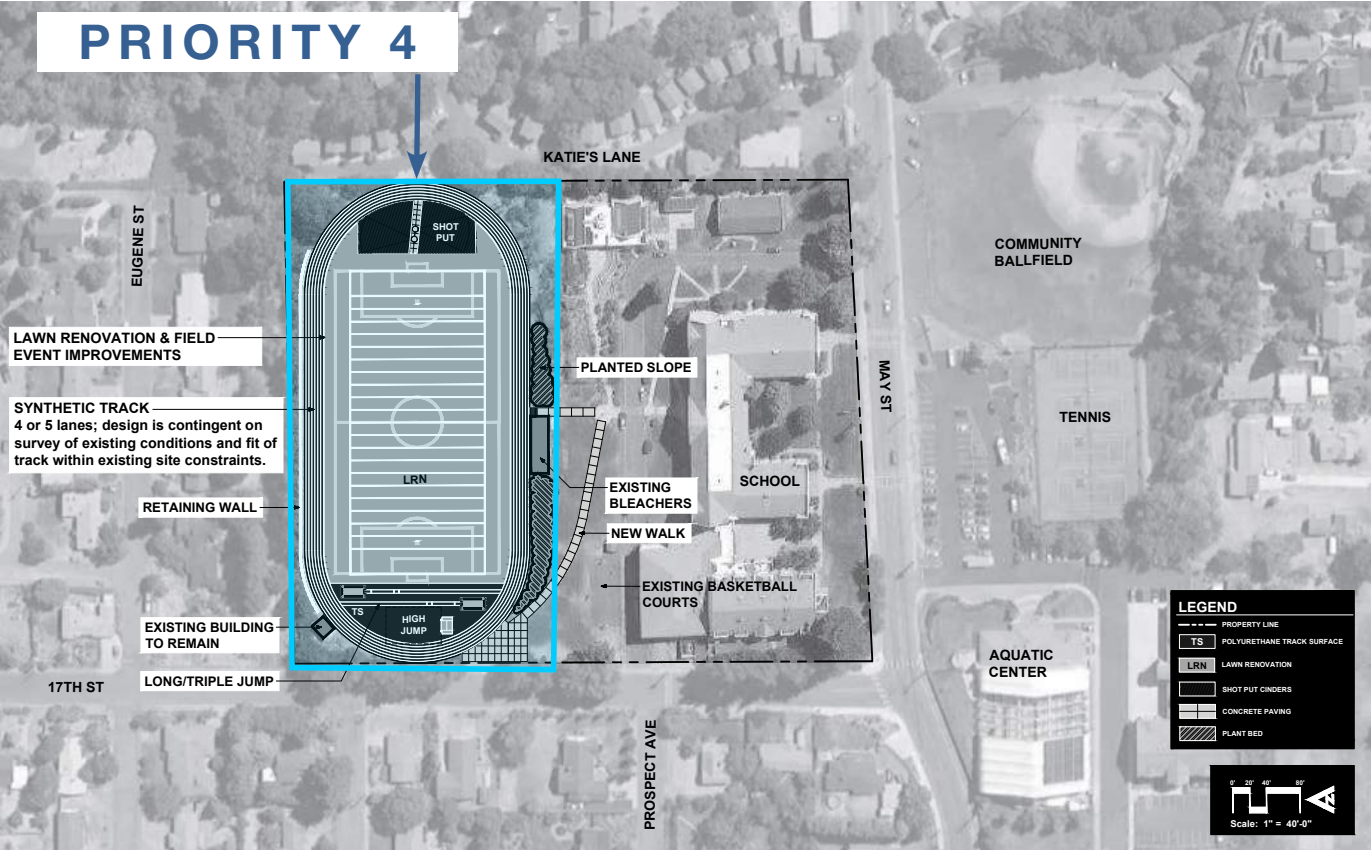 PRIORITY 4
KATIE'S LANE
EUGENE ST
SHOT
PUT
COMMUNITY
BALLFIELD
LAWN RENOVATION & FIELD
EVENT IMPROVEMENTS
PLANTED SLOPE
MAY ST
SYNTHETIC TRACK
4 or 5 lanes; design is contingent on
survey of existing conditions and fit of
track within existing site constraints.
TENNIS
LRN
SCHOOL
EXISTING
BLEACHERS
RETAINING WALL
NEW WALK
EXISTING BASKETBALL
COURTS
TS
HIGH
JUMP
EXISTING BUILDING
TO REMAIN
LONG/TRIPLE JUMP
17TH ST
PROSPECT AVE
AQUATIC
CENTER
LEGEND
PROPERTY LINE
TS POLYURETHANE TRACK SURFACE
LRN LAWN RENOVATION
SHOT PUT CINDERS
CONCRETE PAVING
PLANT BED
0' 20' 40' 80'
N
Scale: 1" = 40'-0"